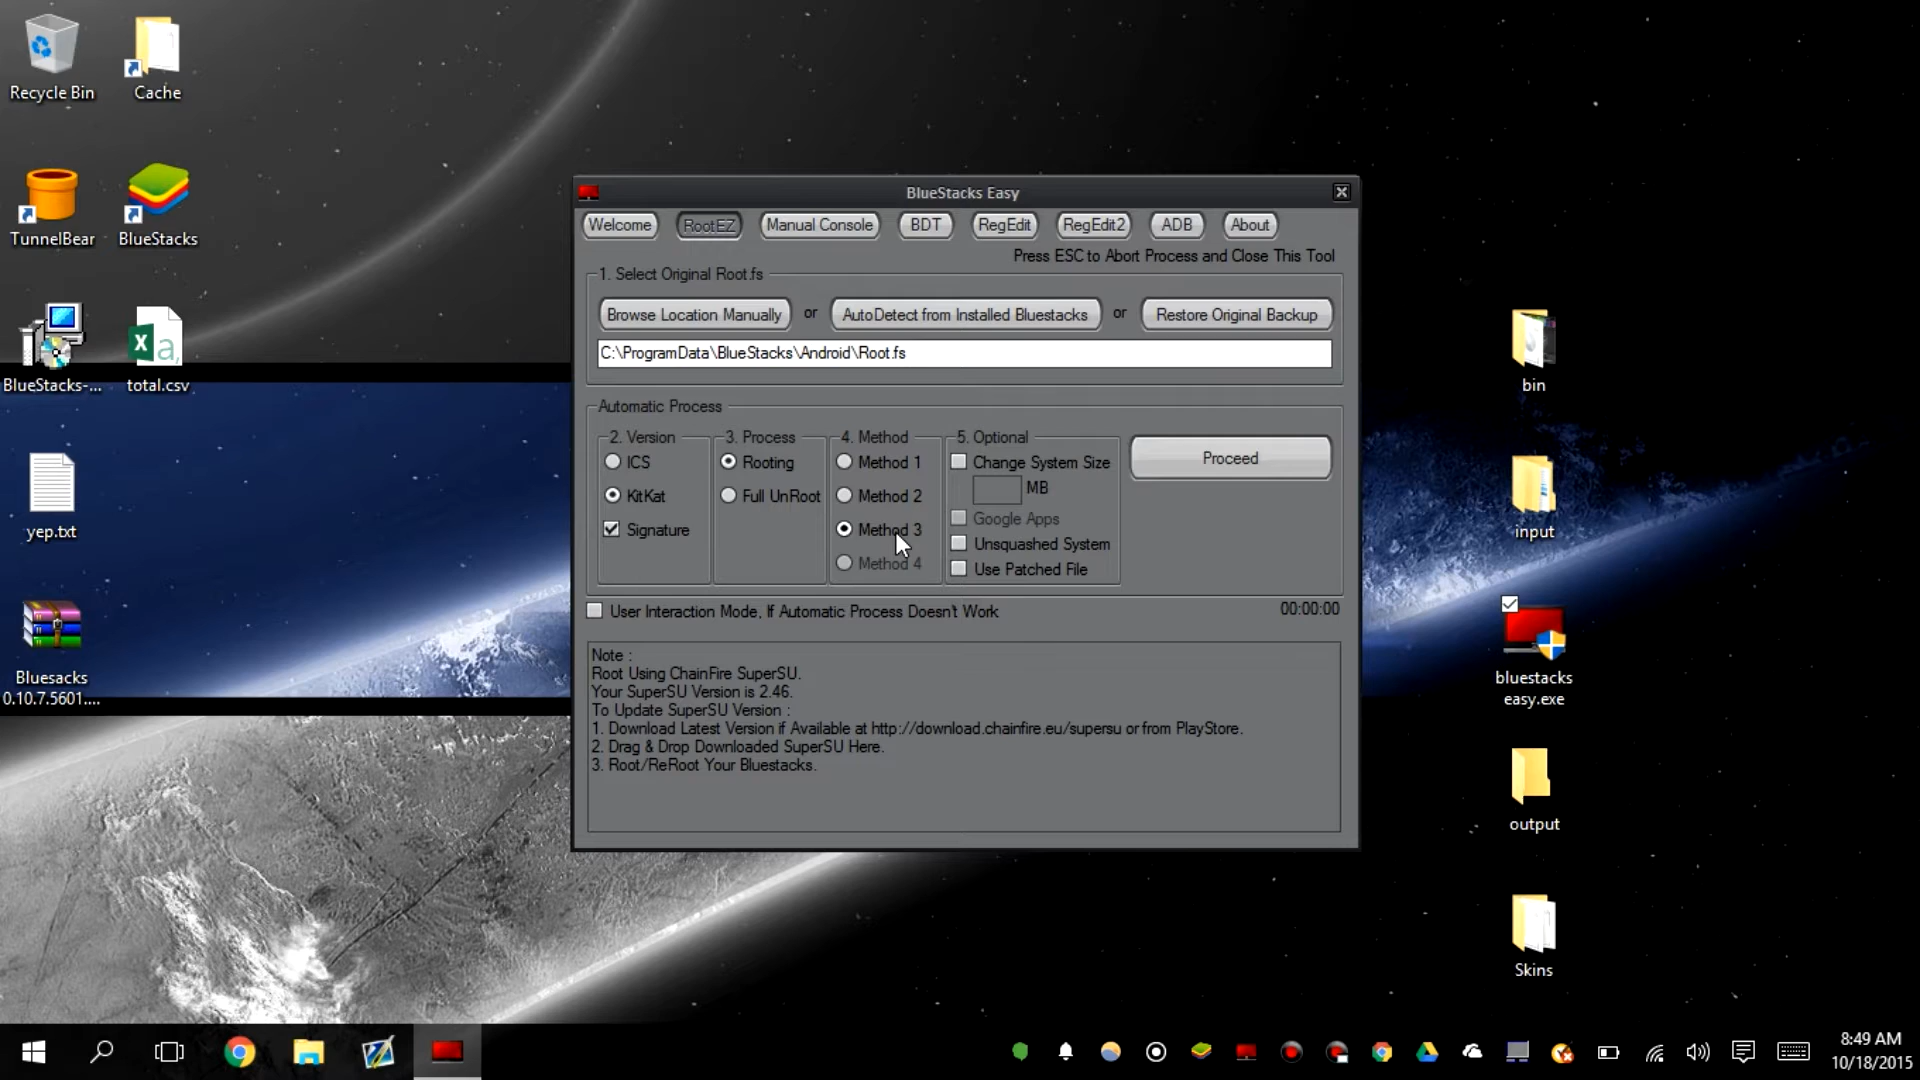 Recycle Bin
Cache
TunnelBear
BlueStacks
BlueStacks-...
total.csv
yep.txt
Bluesacks
0.10.7.5601....
BlueStacks Easy
Welcome
RootEZ
Manual Console
BDT
RegEdit
RegEdit2
ADB
About
Press ESC to Abort Process and Close This Tool
1. Select Original Root.fs
Browse Location Manually
or
AutoDetect from Installed Bluestacks
or
Restore Original Backup
C:\ProgramData\BlueStacks\Android\Root.fs
Automatic Process
2. Version
ICS
KitKat
Signature
3. Process
Rooting
Full UnRoot
4. Method
Method 1
Method 2
Method 3
Method 4
5. Optional
Change System Size
MB
Google Apps
Unsquashed System
Use Patched File
Proceed
User Interaction Mode, If Automatic Process Doesn't Work
00:00:00
Note :
Root Using ChainFire SuperSU.
Your SuperSU Version is 2.46.
To Update SuperSU Version :
1. Download Latest Version if Available at http://download.chainfire.eu/supersu or from PlayStore.
2. Drag & Drop Downloaded SuperSU Here.
3. Root/ReRoot Your Bluestacks.
bin
input
bluestacks
easy.exe
output
Skins
8:49 AM
10/18/2015